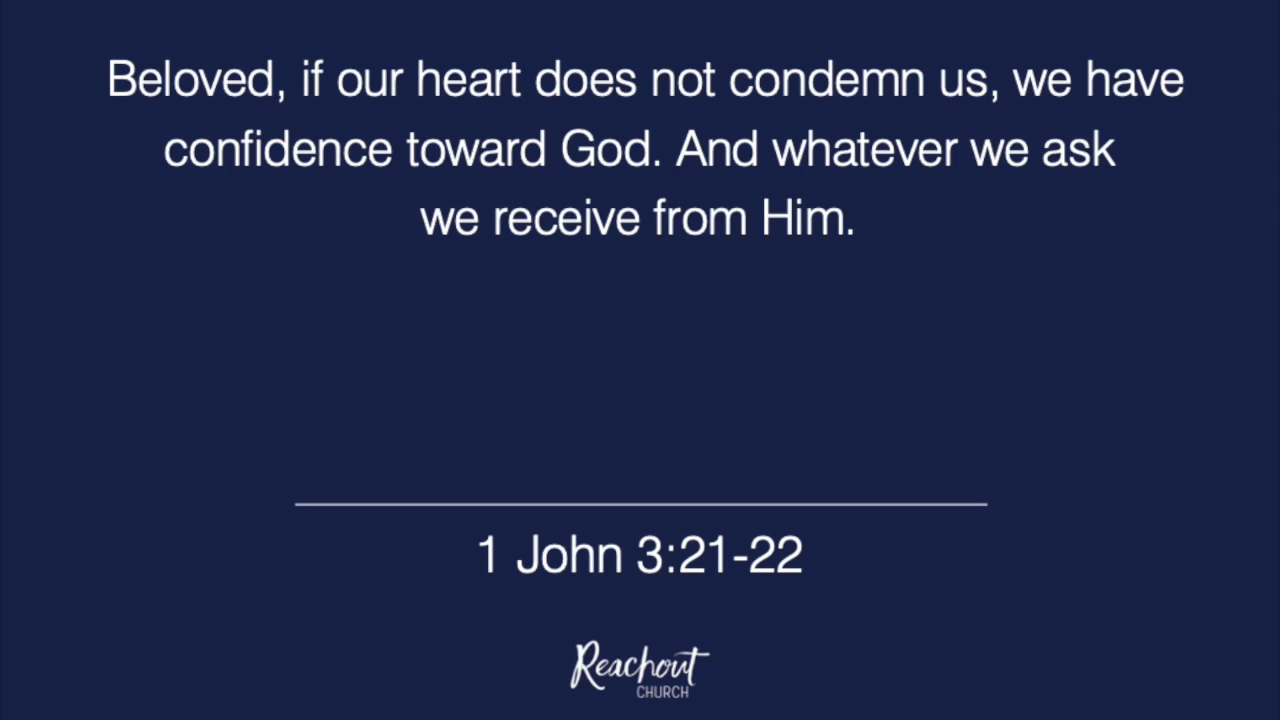 Beloved, if our heart does not condemn us, we have
confidence toward God. And whatever we ask
we receive from Him.
1 John 3:21-22
Reachout
CHURCH